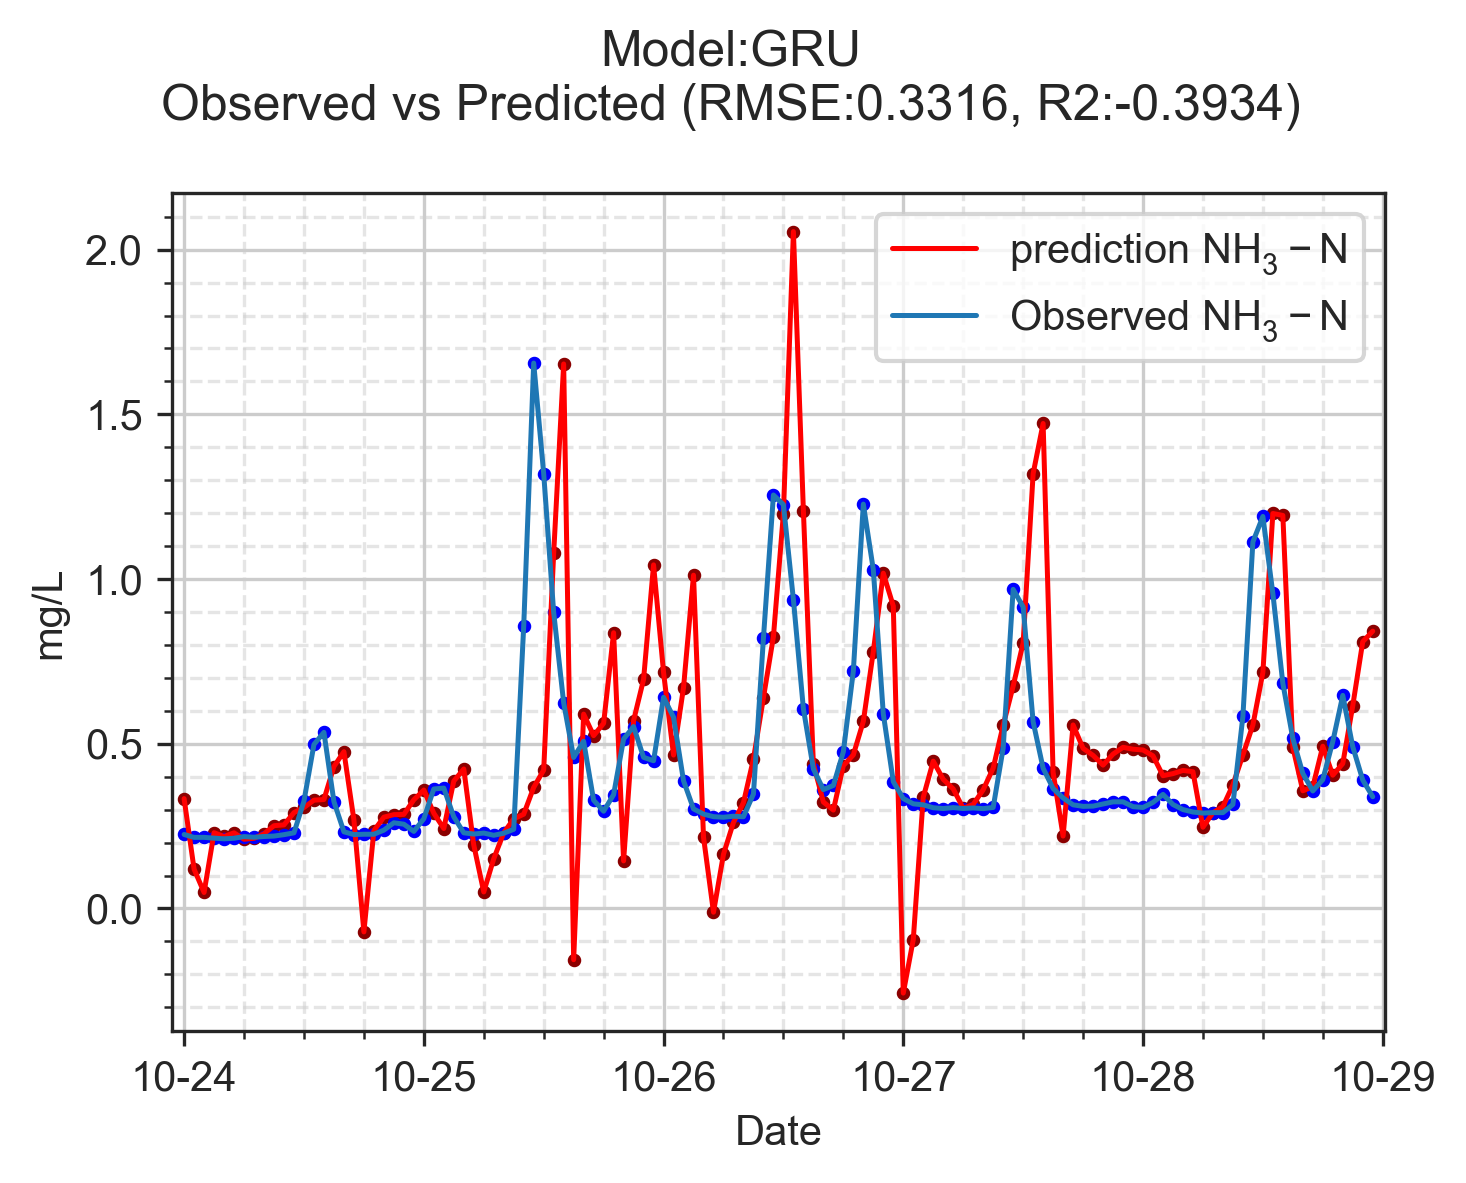 Model:GRU
Observed vs Predicted (RMSE:0.3316, R2:-0.3934)
prediction NH₃ − N
Observed NH₃ − N
2.0
1.5
1.0
0.5
0.0
mg/L
10-24 10-25 10-26 10-27 10-28 10-29
Date